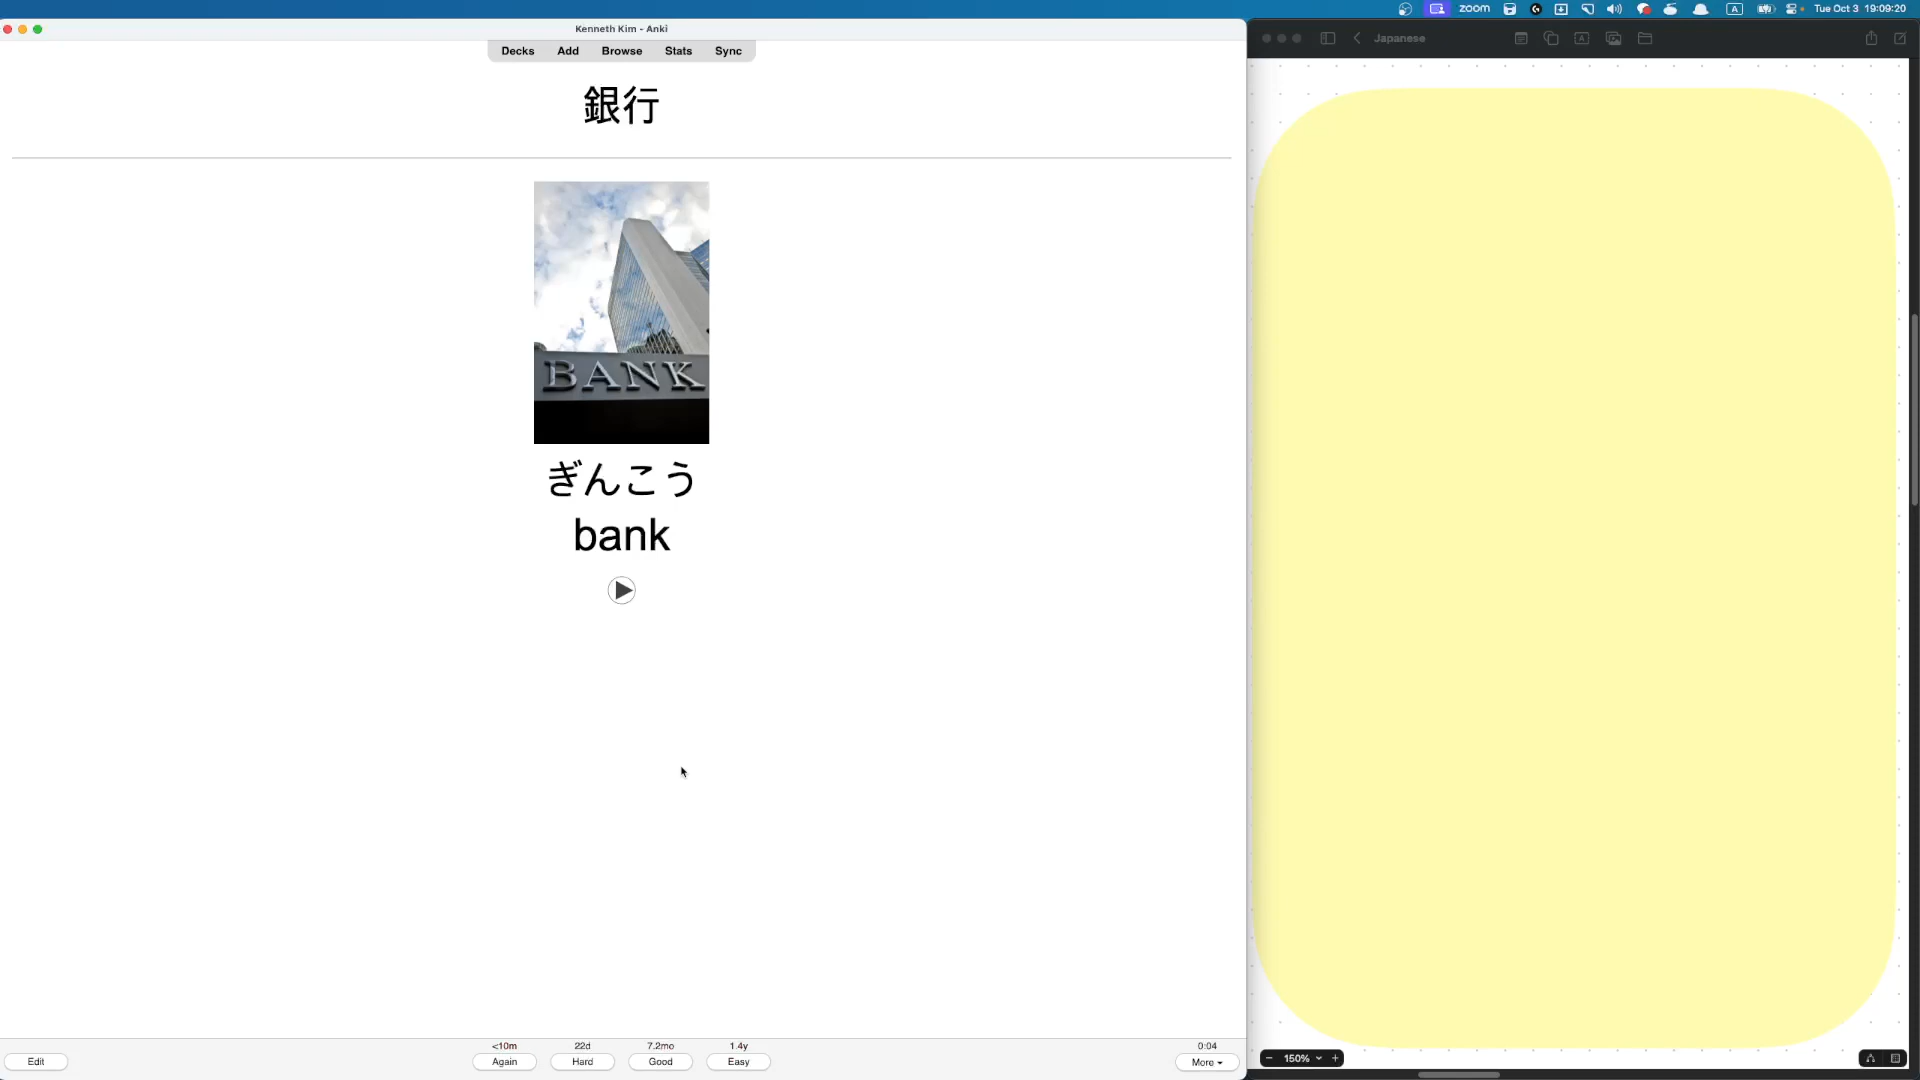 zoom
A
Tue Oct 3 19:09:20
Kenneth Kim - Anki
Decks Add Browse Stats Sync
Japanese
銀行
BANK
ぎんこう
bank
<10m 22d 7.2mo 1.4y 0:04
Edit Again Hard Good Easy More
150%